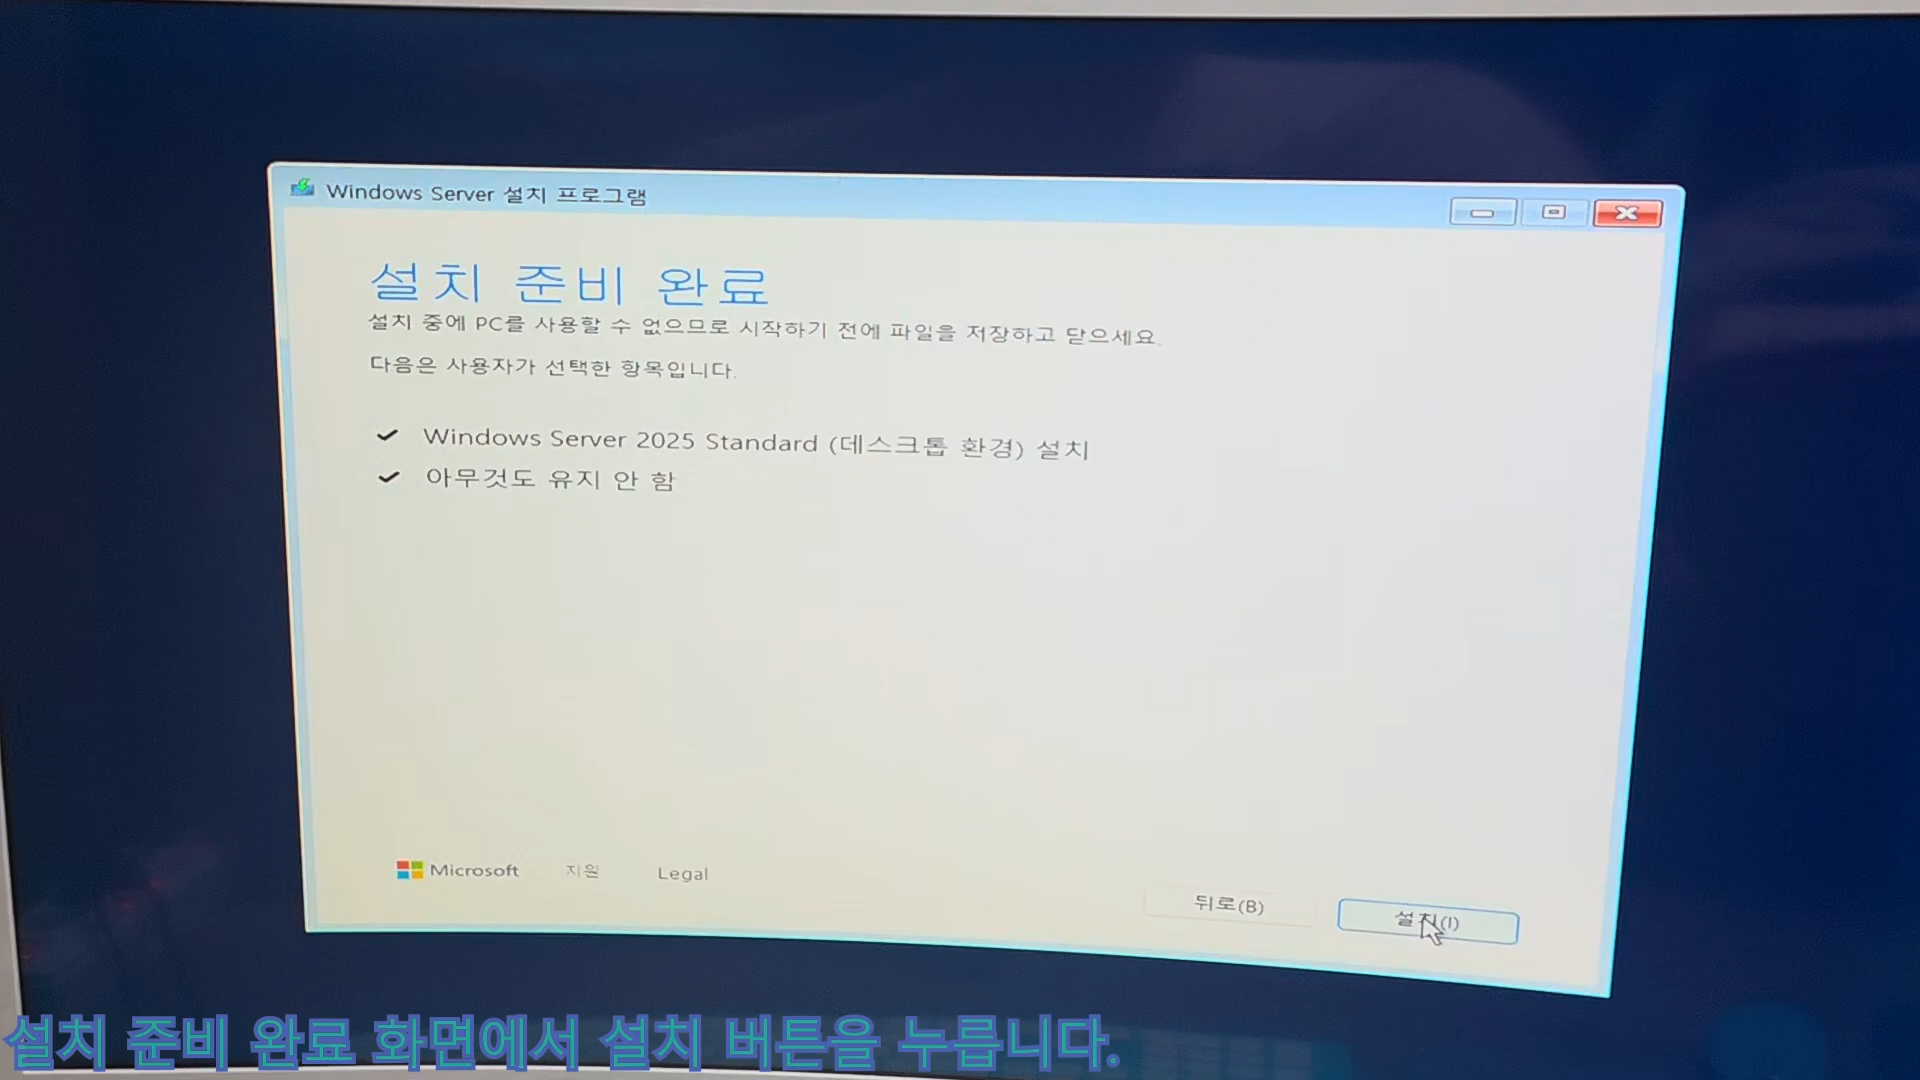 Windows Server 설치 프로그램
설치 준비 완료
설치 중에 PC를 사용할 수 없으므로 시작하기 전에 파일을 저장하고 닫으세요.
다음은 사용자가 선택한 항목입니다.
Windows Server 2025 Standard (데스크톱 환경) 설치
아무것도 유지 안 함
Microsoft 지원 Legal
뒤로(B) 설치(I)
설치 준비 완료 화면에서 설치 버튼을 누릅니다.